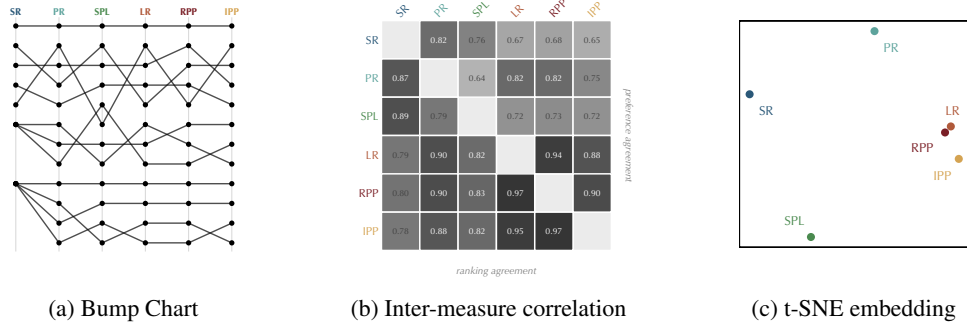 SR PR SPL LR RPP IPP
SR PR SPL LR RPP IPP
SR 0.82 0.76 0.67 0.68 0.65
PR 0.87 0.64 0.82 0.82 0.75
SPL 0.89 0.79 0.72 0.73 0.72
LR 0.79 0.90 0.82 0.94 0.88
RPP 0.80 0.90 0.83 0.97 0.90
IPP 0.78 0.88 0.82 0.95 0.97
preference agreement
ranking agreement
PR
SR
LR
RPP
IPP
SPL
(a) Bump Chart
(b) Inter-measure correlation
(c) t-SNE embedding